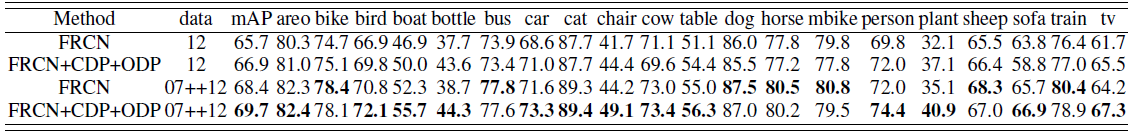 Method data mAP areo bike bird boat bottle bus car cat chair cow table dog horse mbike person plant sheep sofa train tv
FRCN 12 65.7 80.3 74.7 66.9 46.9 37.7 73.9 68.6 87.7 41.7 71.1 51.1 86.0 77.8 79.8 69.8 32.1 65.5 63.8 76.4 61.7
FRCN+CDP+ODP 12 66.9 81.0 75.1 69.8 50.0 43.6 73.4 71.0 87.7 44.4 69.6 54.4 85.5 77.2 77.8 72.0 37.1 66.4 58.8 77.0 65.5
FRCN 07++12 68.4 82.3 78.4 70.8 52.3 38.7 77.8 71.6 89.3 44.2 73.0 55.0 87.5 80.5 80.8 72.0 35.1 68.3 65.7 80.4 64.2
FRCN+CDP+ODP 07++12 69.7 82.4 78.1 72.1 55.7 44.3 77.6 73.3 89.4 49.1 73.4 56.3 87.0 80.2 79.5 74.4 40.9 67.0 66.9 78.9 67.3